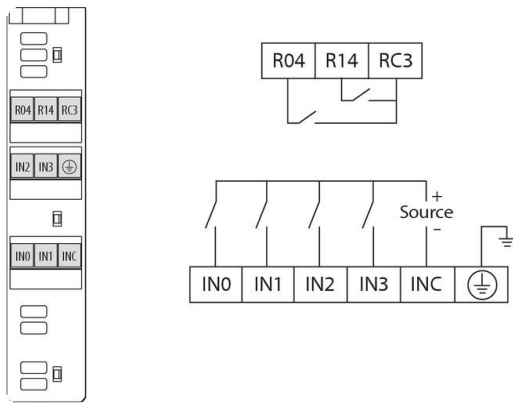 R04 R14 RC3
IN2 IN3
IN0 IN1 INC
R04 R14 RC3
+
Source
−
IN0 IN1 IN2 IN3 INC